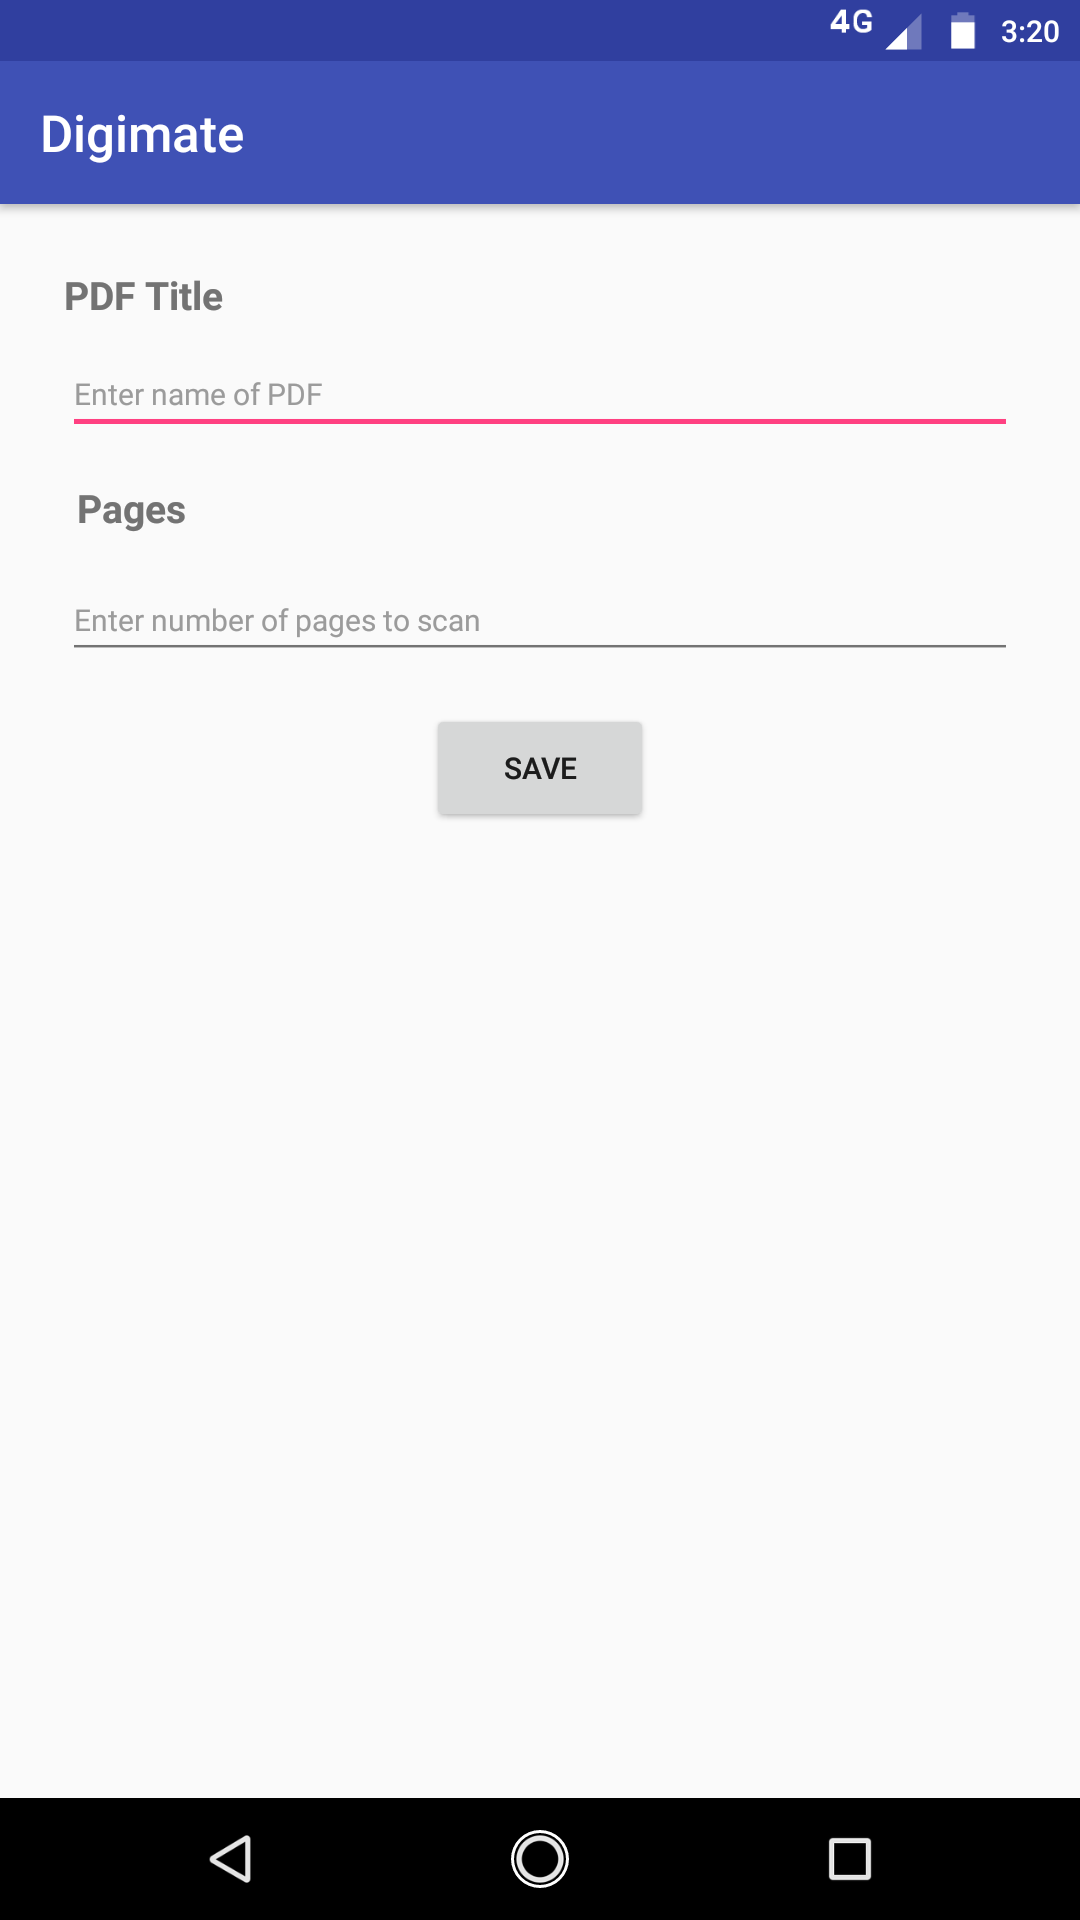 4G 3:20
Digimate
PDF Title
Enter name of PDF
Pages
Enter number of pages to scan
SAVE